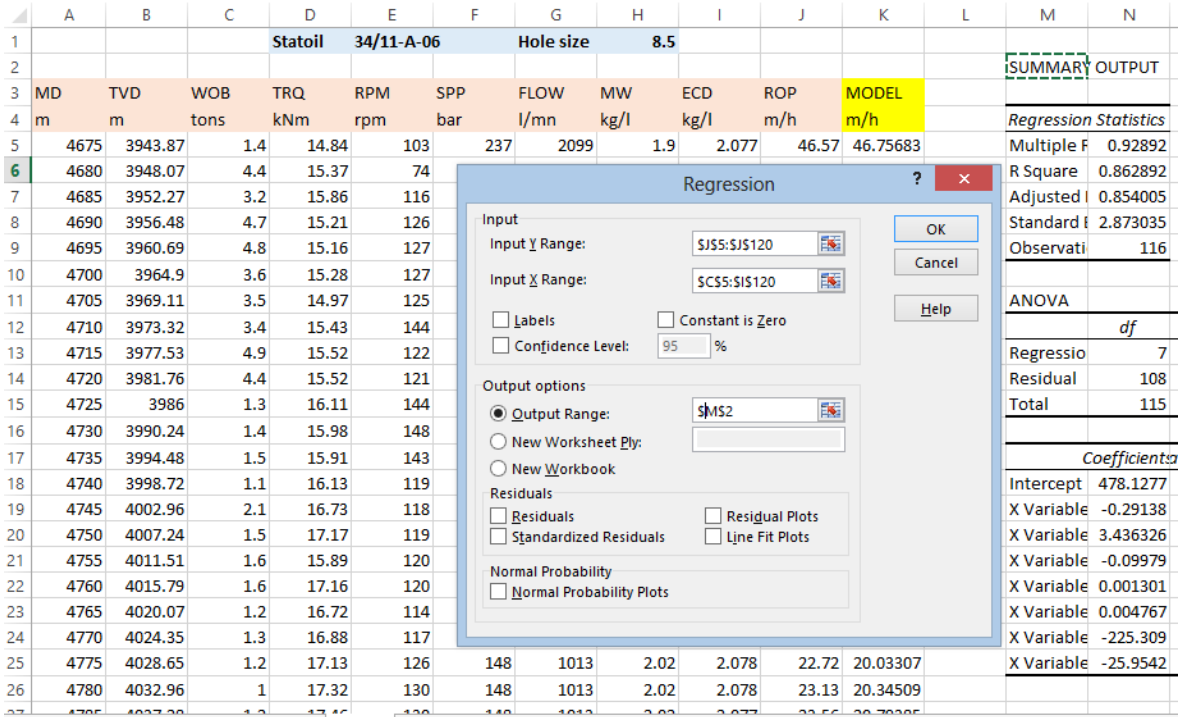 A B C D E F G H I J K L M N
1 Statoil 34/11-A-06 Hole size 8.5
2 SUMMARY OUTPUT
3 MD TVD WOB TRQ RPM SPP FLOW MW ECD ROP MODEL
4 m m tons kNm rpm bar l/mn kg/l kg/l m/h m/h Regression Statistics
5 4675 3943.87 1.4 14.84 103 237 2099 1.9 2.077 46.57 46.75683 Multiple R 0.92892
6 4680 3948.07 4.4 15.37 74 R Square 0.862892
7 4685 3952.27 3.2 15.86 116 Adjusted 0.854005
8 4690 3956.48 4.7 15.21 126 Standard E 2.873035
9 4695 3960.69 4.8 15.16 127 Observati 116
10 4700 3964.9 3.6 15.28 127
11 4705 3969.11 3.5 14.97 125 ANOVA
12 4710 3973.32 3.4 15.43 144 df
13 4715 3977.53 4.9 15.52 122 Regressio 7
14 4720 3981.76 4.4 15.52 121 Residual 108
15 4725 3986 1.3 16.11 144 Total 115
16 4730 3990.24 1.4 15.98 148
17 4735 3994.48 1.5 15.91 143 Coefficients
18 4740 3998.72 1.1 16.13 119 Intercept 478.1277
19 4745 4002.96 2.1 16.73 118 X Variable -0.29138
20 4750 4007.24 1.5 17.17 119 X Variable 3.436326
21 4755 4011.51 1.6 15.89 120 X Variable -0.09979
22 4760 4015.79 1.6 17.16 120 X Variable 0.001301
23 4765 4020.07 1.2 16.72 114 X Variable 0.004767
24 4770 4024.35 1.3 16.88 117 X Variable -225.309
25 4775 4028.65 1.2 17.13 126 148 1013 2.02 2.078 22.72 20.03307 X Variable -25.9542
26 4780 4032.96 1 17.32 130 148 1013 2.02 2.078 23.13 20.34509
Regression ?
Input
Input Y Range: $J$5:$J$120
Input X Range: $C$5:$I$120
Labels Constant is Zero
Confidence Level: 95 %
OK
Cancel
Help
Output options
Output Range: $M$2
New Worksheet Ply:
New Workbook
Residuals
Residuals Residual Plots
Standardized Residuals Line Fit Plots
Normal Probability
Normal Probability Plots